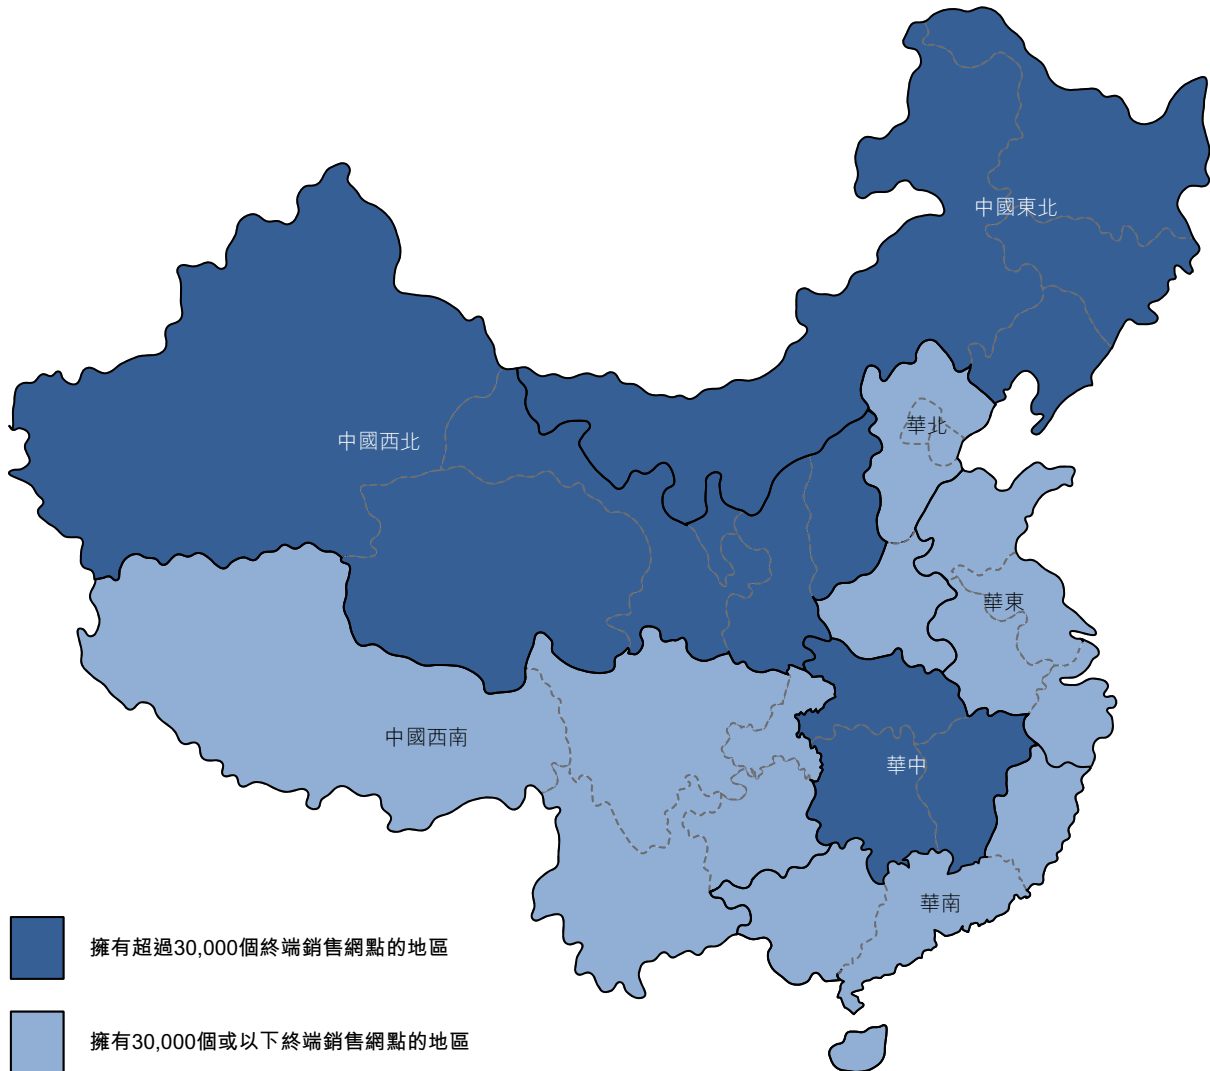 中國東北
華北
中國西北
華東
中國西南
華中
華南
擁有超過30,000個終端銷售網點的地區
擁有30,000個或以下終端銷售網點的地區